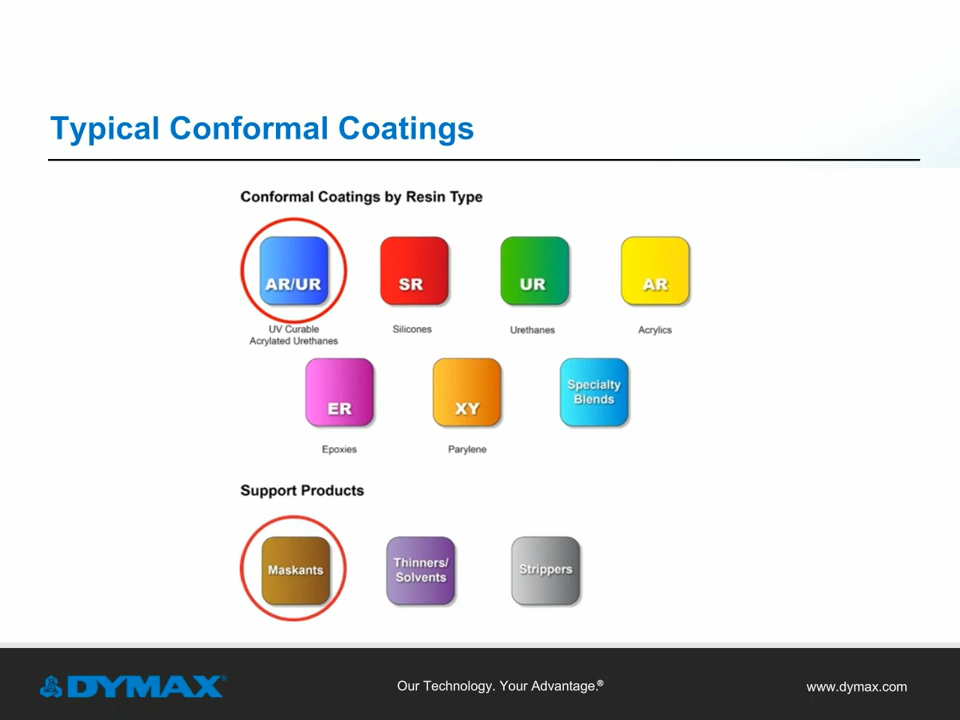 Typical Conformal Coatings
Conformal Coatings by Resin Type
AR/UR
SR
UR
AR
UV Curable
Acrylated Urethanes
Silicones
Urethanes
Acrylics
ER
XY
Specialty
Blends
Epoxies
Parylene
Support Products
Maskants
Thinners/
Solvents
Strippers
DYMAX®
Our Technology. Your Advantage.®
www.dymax.com